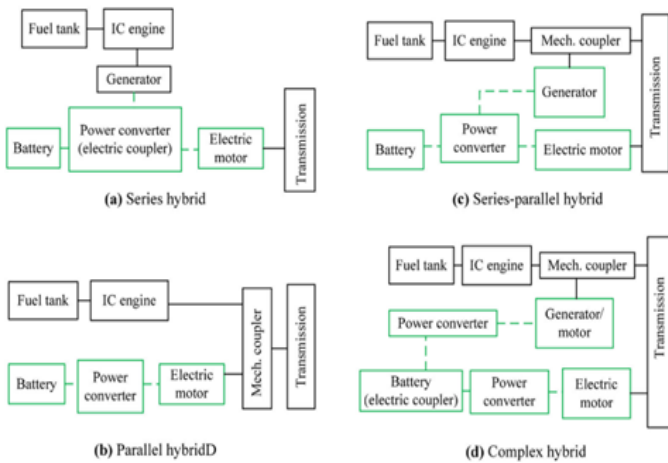 Fuel tank
IC engine
Generator
Battery
Power converter
(electric coupler)
Electric
motor
Transmission
(a) Series hybrid
Fuel tank
IC engine
Mech. coupler
Generator
Battery
Power
converter
Electric motor
Transmission
(c) Series-parallel hybrid
Fuel tank
IC engine
Battery
Power
converter
Electric
motor
Mech. coupler
Transmission
(b) Parallel hybridD
Fuel tank
IC engine
Mech. coupler
Power converter
Generator/
motor
Battery
(electric coupler)
Power
converter
Electric
motor
Transmission
(d) Complex hybrid